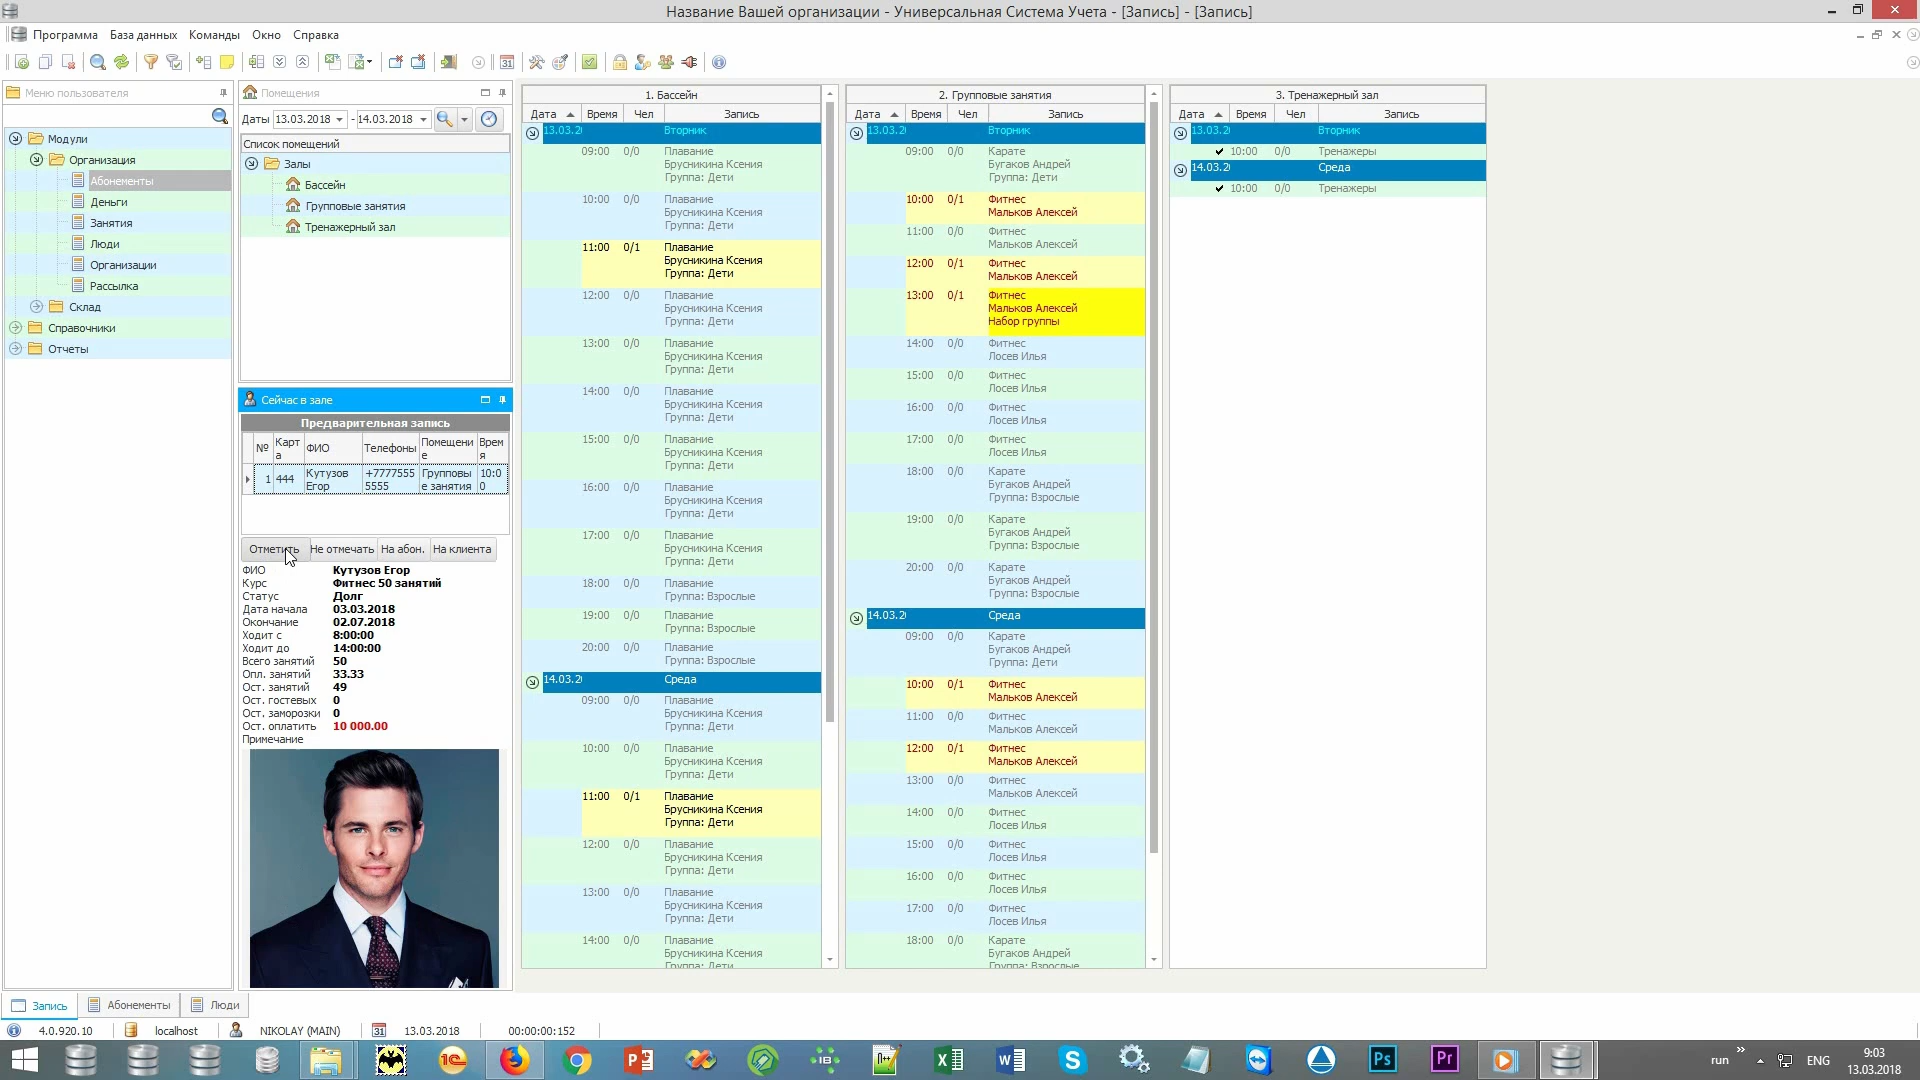 Название Вашей организации - Универсальная Система Учета - [Запись] - [Запись]
Программа База данных Команды Окно Справка
Меню пользователя
Модули
Организация
Абонементы
Деньги
Занятия
Люди
Организации
Рассылка
Склад
Справочники
Отчеты
Помещения
Даты 13.03.2018 - 14.03.2018
Список помещений
Залы
Бассейн
Групповые занятия
Тренажерный зал
Сейчас в зале
Предварительная запись
№ Карта ФИО Телефоны Помещение Время
1 444 Кутузов Егор +77775555555 Групповые занятия 10:00
Отметить Не отмечать На абон. На клиента
ФИО Кутузов Егор
Курс Фитнес 50 занятий
Статус Долг
Дата начала 03.03.2018
Окончание 02.07.2018
Ходит с 8:00:00
Ходит до 14:00:00
Всего занятий 50
Опл. занятий 33.33
Ост. занятий 49
Ост. гостевых 0
Ост. заморозки 0
Ост. оплатить 10 000.00
Примечание
1. Бассейн
Дата Время Чел Запись
13.03.2 Вторник
09:00 0/0 Плавание
Брусникина Ксения
Группа: Дети
10:00 0/0 Плавание
Брусникина Ксения
Группа: Дети
11:00 0/1 Плавание
Брусникина Ксения
Группа: Дети
12:00 0/0 Плавание
Брусникина Ксения
Группа: Дети
13:00 0/0 Плавание
Брусникина Ксения
Группа: Дети
14:00 0/0 Плавание
Брусникина Ксения
Группа: Дети
15:00 0/0 Плавание
Брусникина Ксения
Группа: Дети
16:00 0/0 Плавание
Брусникина Ксения
Группа: Дети
17:00 0/0 Плавание
Брусникина Ксения
Группа: Дети
18:00 0/0 Плавание
Группа: Взрослые
19:00 0/0 Плавание
Группа: Взрослые
20:00 0/0 Плавание
Группа: Взрослые
14.03.2 Среда
09:00 0/0 Плавание
Брусникина Ксения
Группа: Дети
10:00 0/0 Плавание
Брусникина Ксения
Группа: Дети
11:00 0/1 Плавание
Брусникина Ксения
Группа: Дети
12:00 0/0 Плавание
Брусникина Ксения
Группа: Дети
13:00 0/0 Плавание
Брусникина Ксения
Группа: Дети
14:00 0/0 Плавание
Брусникина Ксения
Группа: Дети
2. Групповые занятия
Дата Время Чел Запись
13.03.2 Вторник
09:00 0/0 Карате
Бугаков Андрей
Группа: Дети
10:00 0/1 Фитнес
Мальков Алексей
11:00 0/0 Фитнес
Мальков Алексей
12:00 0/1 Фитнес
Мальков Алексей
13:00 0/1 Фитнес
Мальков Алексей
Набор группы
14:00 0/0 Фитнес
Лосев Илья
15:00 0/0 Фитнес
Лосев Илья
16:00 0/0 Фитнес
Лосев Илья
17:00 0/0 Фитнес
Лосев Илья
18:00 0/0 Карате
Бугаков Андрей
Группа: Взрослые
19:00 0/0 Карате
Бугаков Андрей
Группа: Взрослые
20:00 0/0 Карате
Бугаков Андрей
Группа: Взрослые
14.03.2 Среда
09:00 0/0 Карате
Бугаков Андрей
Группа: Дети
10:00 0/1 Фитнес
Мальков Алексей
11:00 0/0 Фитнес
Мальков Алексей
12:00 0/1 Фитнес
Мальков Алексей
13:00 0/0 Фитнес
Мальков Алексей
14:00 0/0 Фитнес
Лосев Илья
15:00 0/0 Фитнес
Лосев Илья
16:00 0/0 Фитнес
Лосев Илья
17:00 0/0 Фитнес
Лосев Илья
18:00 0/0 Карате
Бугаков Андрей
Группа: Взрослые
3. Тренажерный зал
Дата Время Чел Запись
13.03.2 Вторник
10:00 0/0 Тренажеры
14.03.2 Среда
10:00 0/0 Тренажеры
Запись Абонементы Люди
4.0.920.10 localhost NIKOLAY (MAIN) 31 13.03.2018 00:00:00:152
run ENG 9:03
13.03.2018